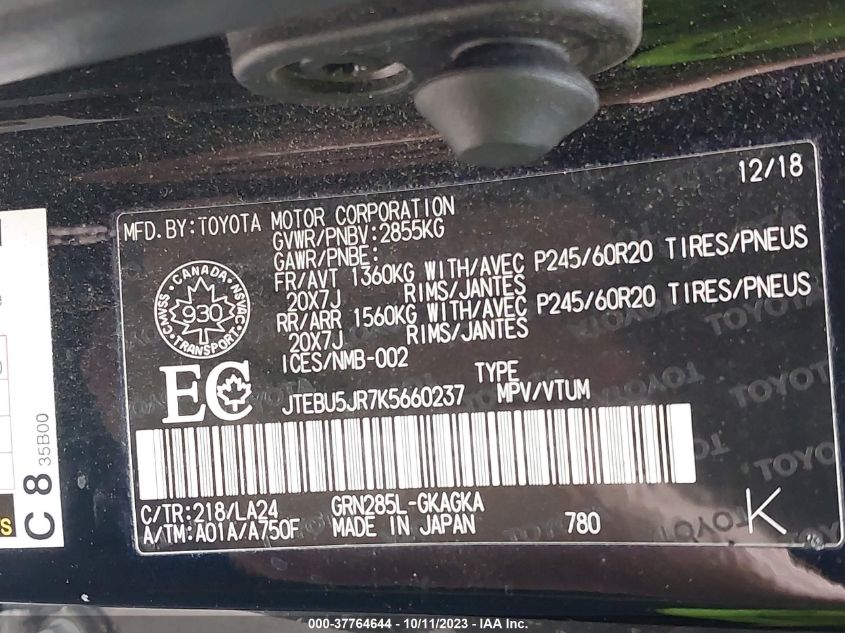 12/18
MFD. BY: TOYOTA MOTOR CORPORATION
GVWR/PNBV: 2855KG
GAWR/PNBE:
FR/AVT 1360KG WITH/AVEC P245/60R20 TIRES/PNEUS
20X7J RIMS/JANTES
RR/ARR 1560KG WITH/AVEC P245/60R20 TIRES/PNEUS
20X7J RIMS/JANTES
ICES/NMB-002
CANADA
930
TRANSPORT
EC
TYPE
JTEBU5JR7K5660237 MPV/VTUM
C/TR: 218/LA24 GRN285L-GKAGKA
A/TM: A01A/A750F MADE IN JAPAN 780
K
C8
35B00
TOYOTA
000-37764644 - 10/11/2023 - IAA Inc.